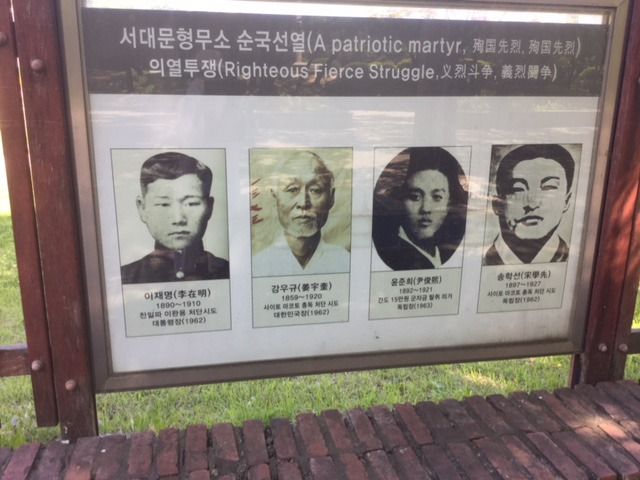 서대문형무소 순국선열(A patriotic martyr, 殉国先烈, 殉国先烈)
의열투쟁(Righteous Fierce Struggle,义烈斗争, 義烈鬪爭)
이재명(李在明)
1890~1910
친일파 이완용 처단시도
대통령장(1962)
강우규(姜宇奎)
1859~1920
사이토 마코토 총독 처단 시도
대한민국장(1962)
윤준희(尹俊熙)
1892~1921
간도 15만원 군자금 탈취 의거
독립장(1963)
송학선(宋學先)
1897~1927
사이토 마코토 총독 처단 시도
독립장(1962)